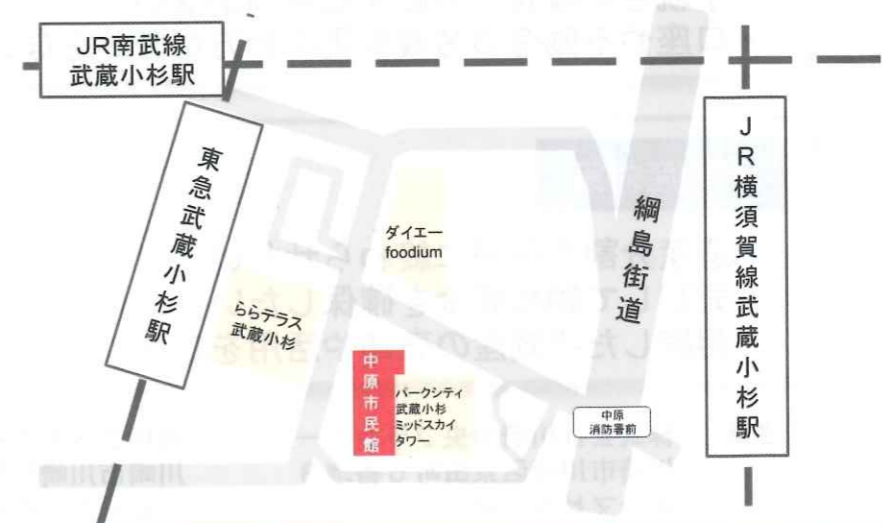 JR南武線
武蔵小杉駅
東急武蔵小杉駅
ららテラス
武蔵小杉
ダイエー
foodium
綱島街道
JR横須賀線武蔵小杉駅
中原市民館
パークシティ
武蔵小杉
ミッドスカイ
タワー
中原
消防署前